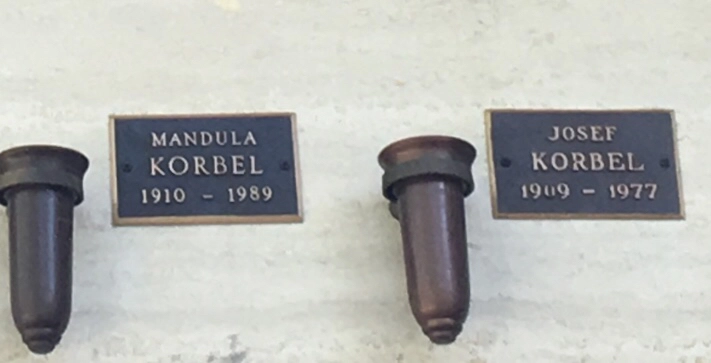 MANDULA
KORBEL
1910 - 1989
JOSEF
KORBEL
1909 - 1977